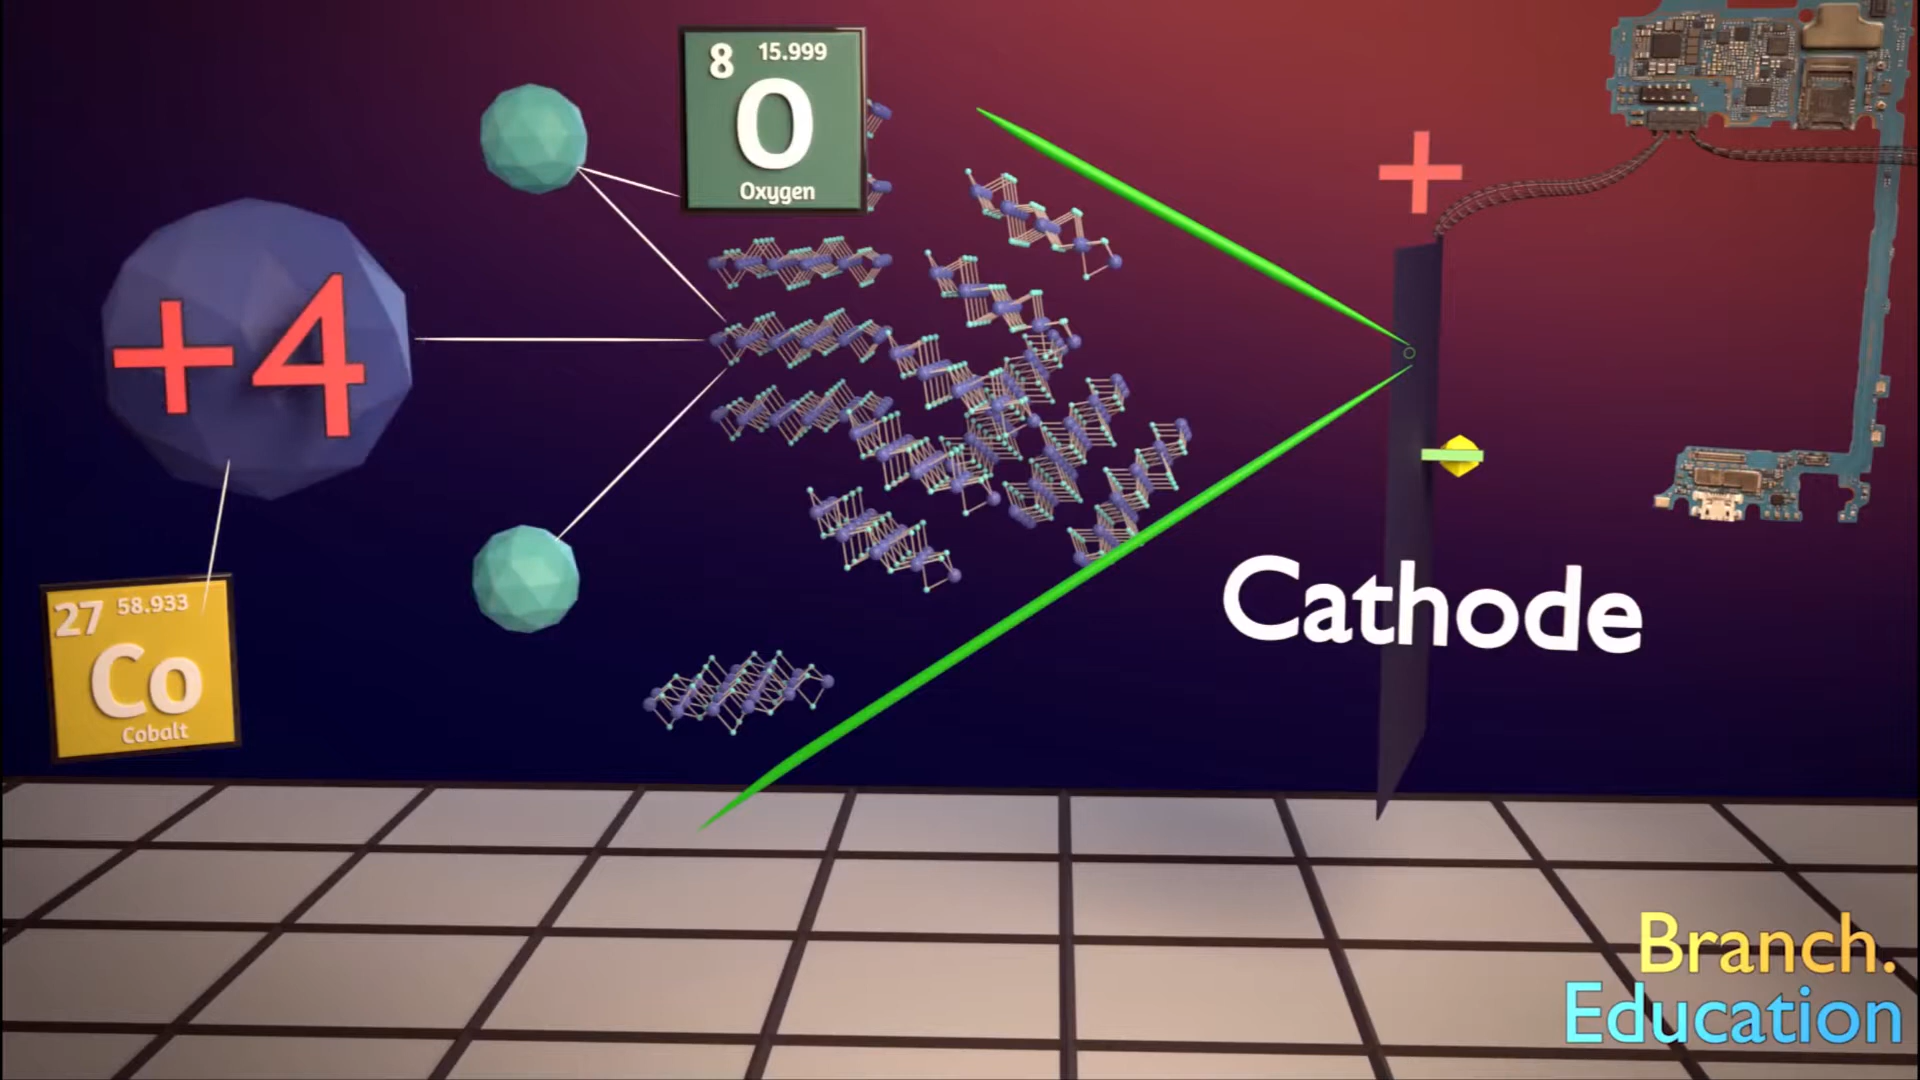 8 15.999
O
Oxygen
+
+4
27 58.933
Co
Cobalt
Cathode
Branch.
Education